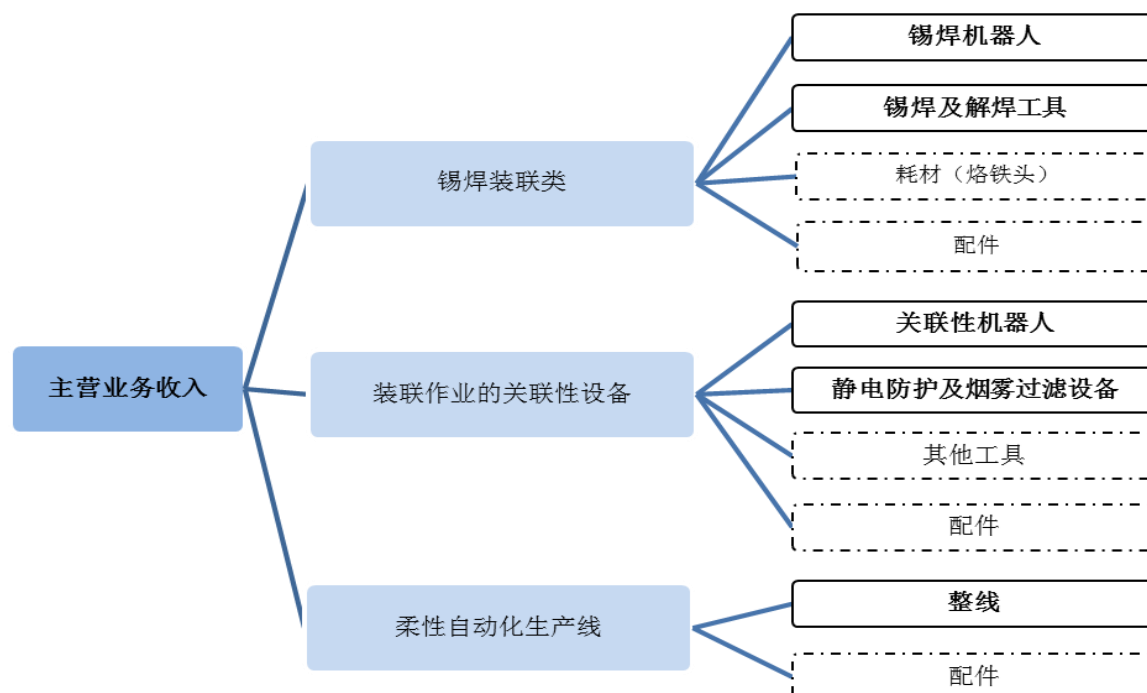 主营业务收入
锡焊装联类
锡焊机器人
锡焊及解焊工具
耗材（烙铁头）
配件
装联作业的关联性设备
关联性机器人
静电防护及烟雾过滤设备
其他工具
配件
柔性自动化生产线
整线
配件